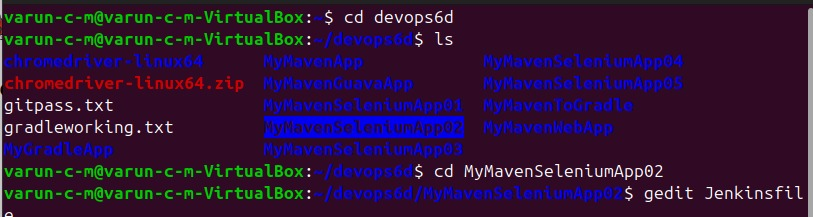 varun-c-m@varun-c-m-VirtualBox:~$ cd devops6d
varun-c-m@varun-c-m-VirtualBox:~/devops6d$ ls
chromedriver-linux64 MyMavenApp MyMavenSeleniumApp04
chromedriver-linux64.zip MyMavenGuavaApp MyMavenSeleniumApp05
gitpass.txt MyMavenSeleniumApp01 MyMavenToGradle
gradleworking.txt MyMavenSeleniumApp02 MyMavenWebApp
MyGradleApp MyMavenSeleniumApp03
varun-c-m@varun-c-m-VirtualBox:~/devops6d$ cd MyMavenSeleniumApp02
varun-c-m@varun-c-m-VirtualBox:~/devops6d/MyMavenSeleniumApp02$ gedit Jenkinsfil
e